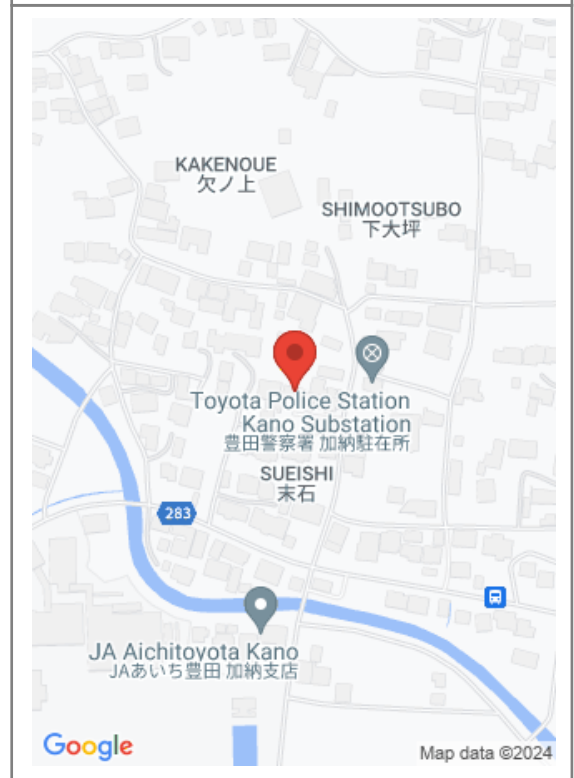 KAKENOUE
欠ノ上
SHIMOOTSUBO
下大坪
Toyota Police Station
Kano Substation
豊田警察署 加納駐在所
SUEISHI
末石
283
JA Aichitoyota Kano
JAあいち豊田 加納支店
Google
Map data ©2024